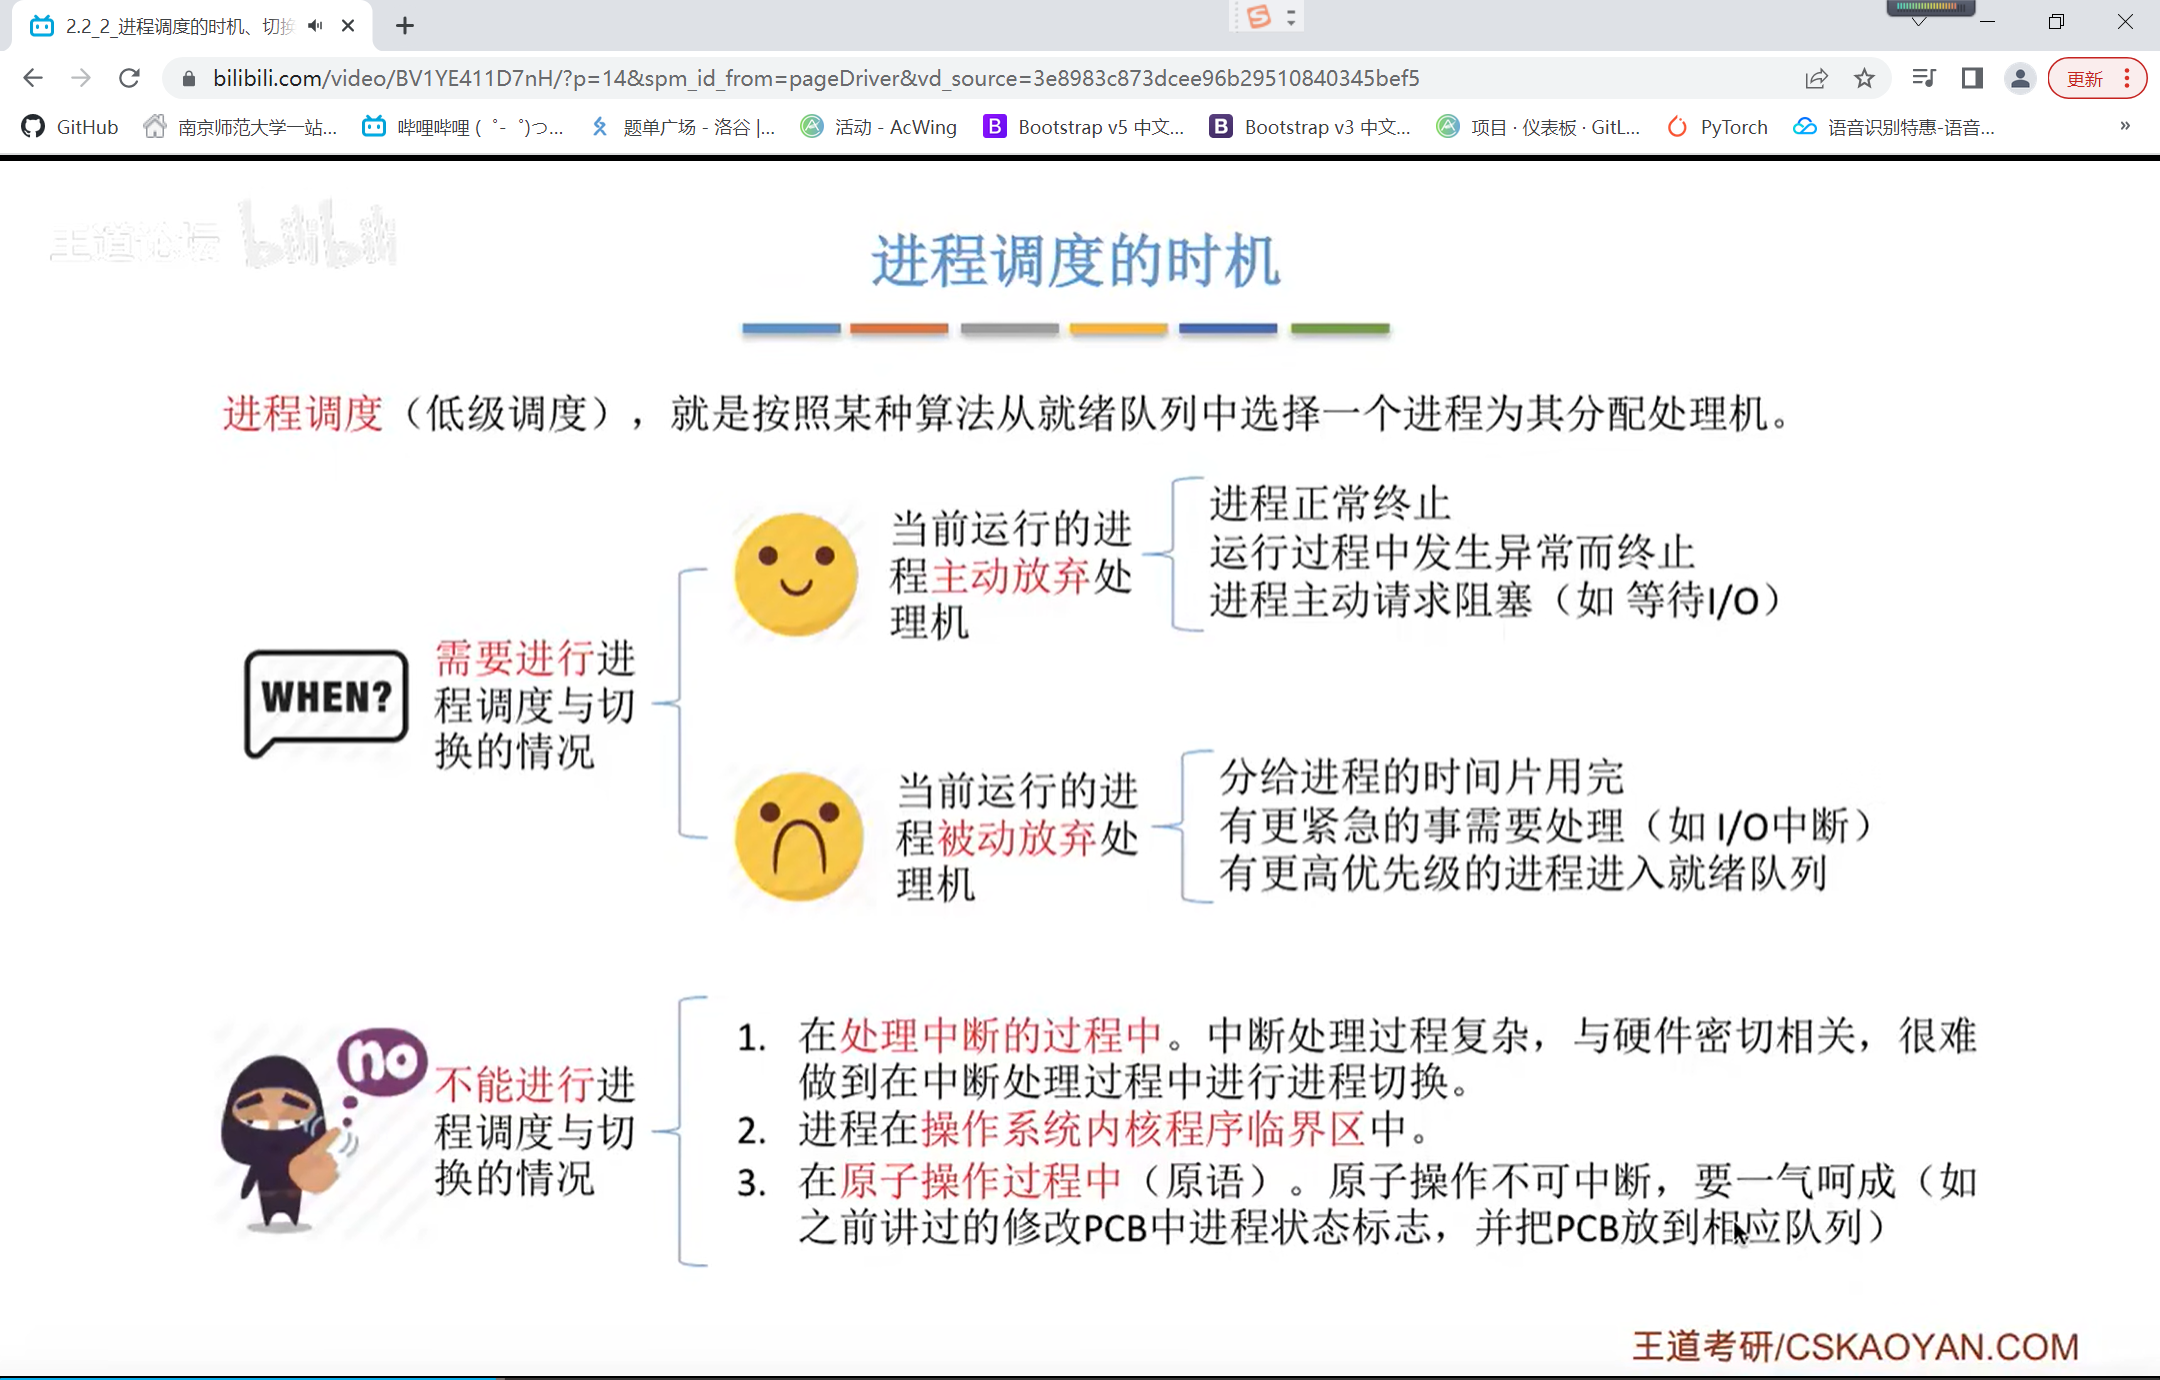 2.2_2_进程调度的时机、切换
bilibili.com/video/BV1YE411D7nH/?p=14&spm_id_from=pageDriver&vd_source=3e8983c873dcee96b29510840345bef5
更新
GitHub 南京师范大学一站... 哔哩哔哩 (゜-゜)つ... 题单广场 - 洛谷 |... 活动 - AcWing Bootstrap v5 中文... Bootstrap v3 中文... 项目 · 仪表板 · GitL... PyTorch 语音识别特惠-语音... »
王道论坛 bilibili
进程调度的时机
进程调度（低级调度），就是按照某种算法从就绪队列中选择一个进程为其分配处理机。
WHEN?
需要进行进
程调度与切
换的情况
当前运行的进
程主动放弃处
理机
进程正常终止
运行过程中发生异常而终止
进程主动请求阻塞（如 等待I/O）
当前运行的进
程被动放弃处
理机
分给进程的时间片用完
有更紧急的事需要处理（如 I/O中断）
有更高优先级的进程进入就绪队列
no
不能进行进
程调度与切
换的情况
1. 在处理中断的过程中。中断处理过程复杂，与硬件密切相关，很难
做到在中断处理过程中进行进程切换。
2. 进程在操作系统内核程序临界区中。
3. 在原子操作过程中（原语）。原子操作不可中断，要一气呵成（如
之前讲过的修改PCB中进程状态标志，并把PCB放到相应队列）
王道考研/CSKAOYAN.COM